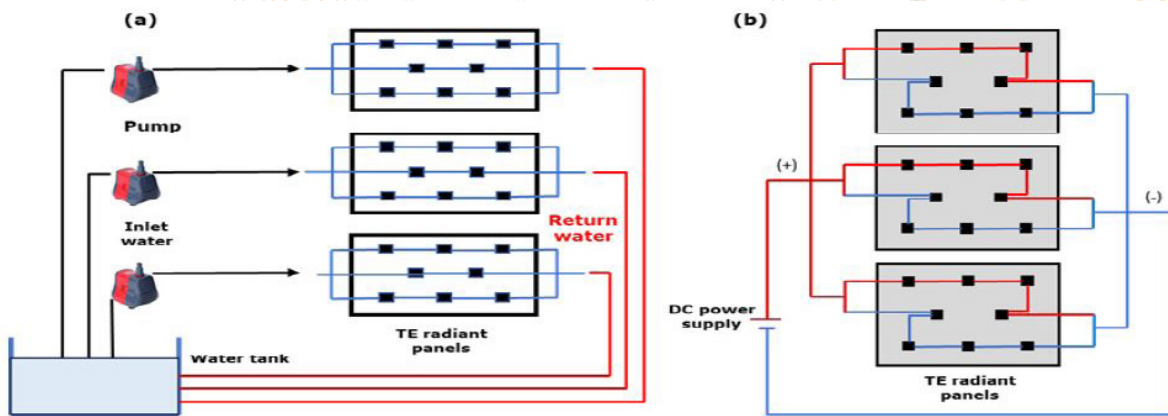 (a)
Pump
Inlet
water
Return
water
TE radiant
panels
Water tank
(b)
(+)
(-)
DC power
supply
TE radiant
panels